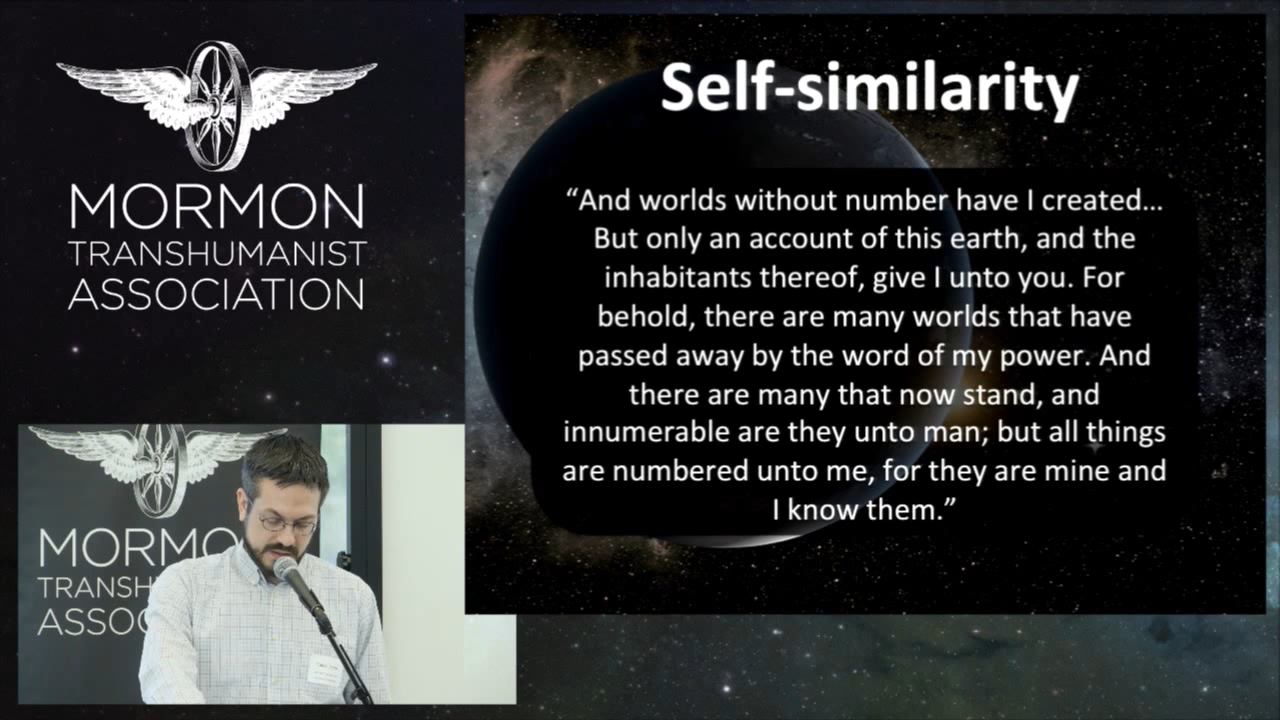 MORMON
TRANSHUMANIST
ASSOCIATION
Self-similarity
“And worlds without number have I created...
But only an account of this earth, and the
inhabitants thereof, give I unto you. For
behold, there are many worlds that have
passed away by the word of my power. And
there are many that now stand, and
innumerable are they unto man; but all things
are numbered unto me, for they are mine and
I know them.”
MORMO
TRANSH
ASSOC